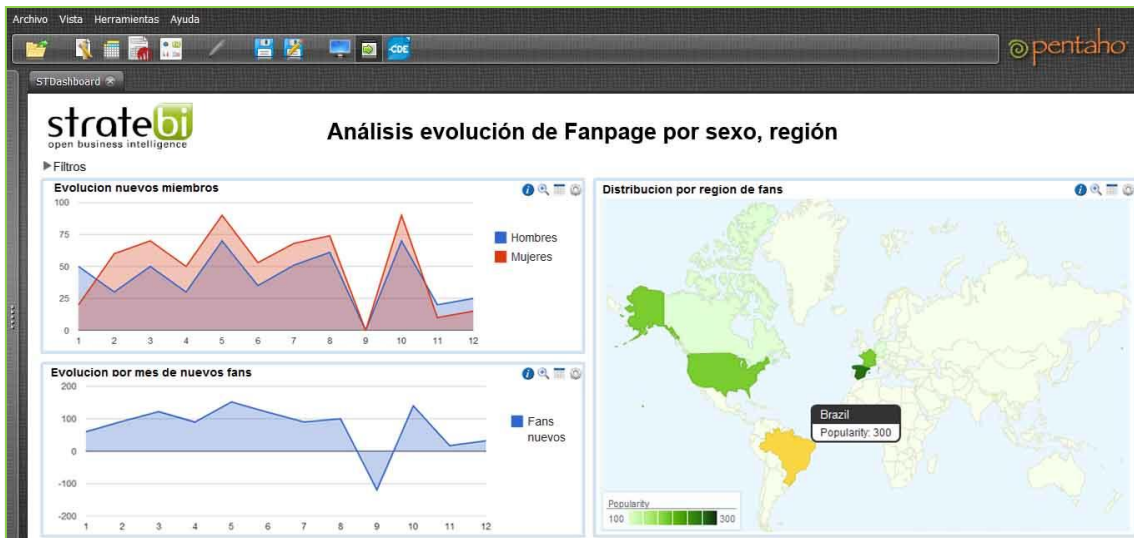 Archivo Vista Herramientas Ayuda
CDE
pentaho
STDashboard
stratebi
open business intelligence
Análisis evolución de Fanpage por sexo, región
Filtros
Evolucion nuevos miembros
100
75
50
25
0
1 2 3 4 5 6 7 8 9 10 11 12
Hombres
Mujeres
Evolucion por mes de nuevos fans
200
100
0
-100
-200
1 2 3 4 5 6 7 8 9 10 11 12
Fans
nuevos
Distribucion por region de fans
Brazil
Popularity: 300
Popularity
100 300